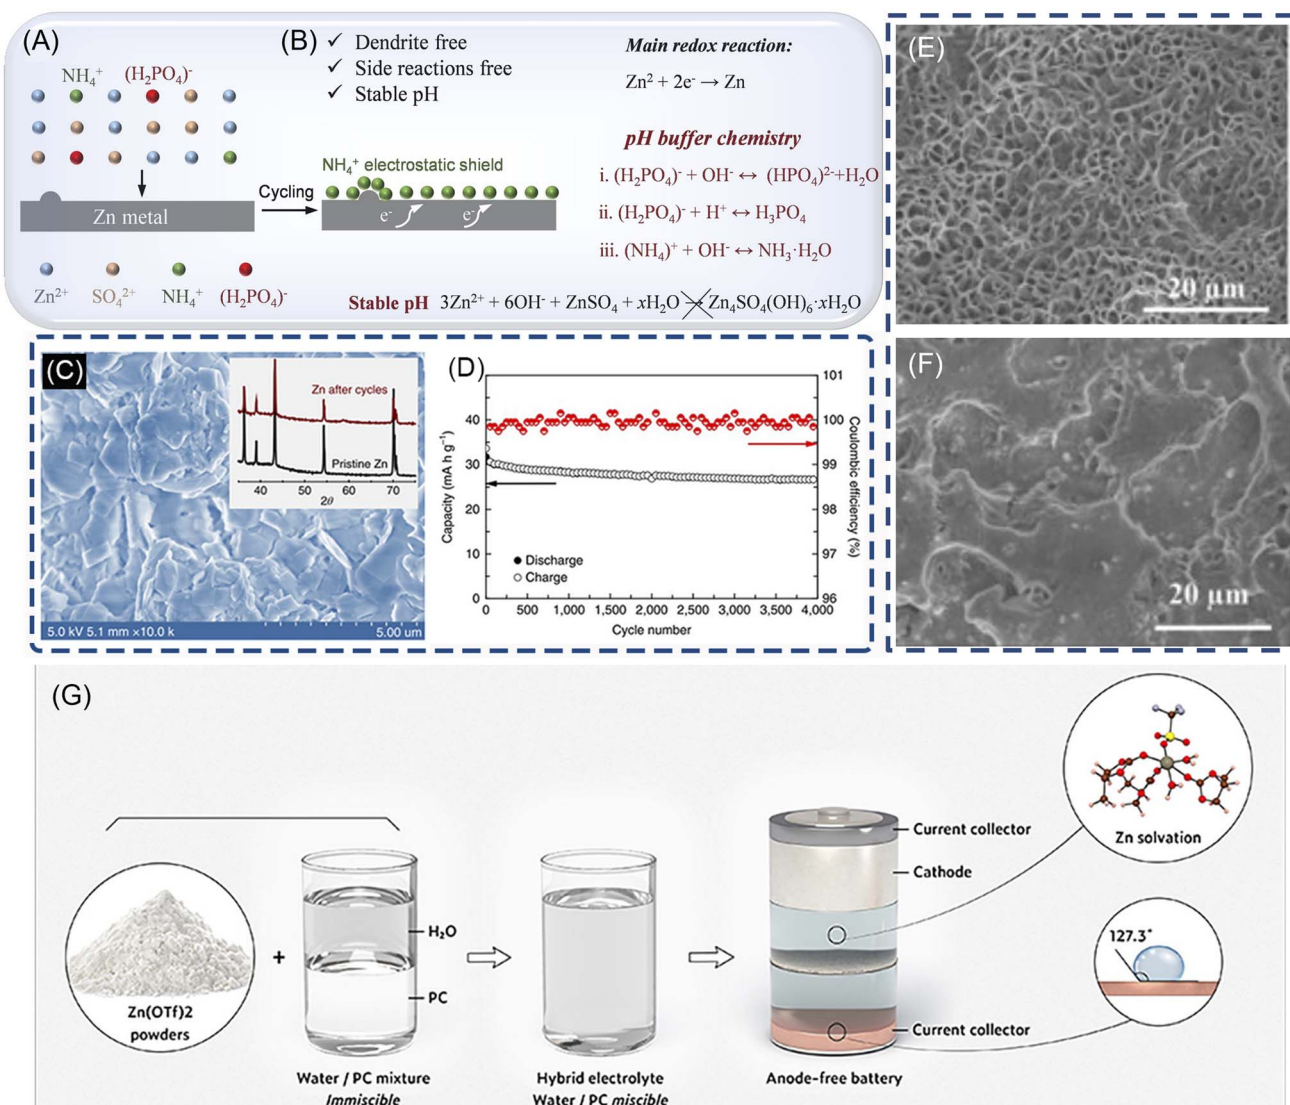 (A)
NH₄⁺ (H₂PO₄)⁻
Zn metal
Zn²⁺ SO₄²⁺ NH₄⁺ (H₂PO₄)⁻
Cycling
(B)
✓ Dendrite free
✓ Side reactions free
✓ Stable pH
NH₄⁺ electrostatic shield
e⁻ e⁻
Main redox reaction:
Zn² + 2e⁻ → Zn
pH buffer chemistry
i. (H₂PO₄)⁻ + OH⁻ ↔ (HPO₄)²⁻+H₂O
ii. (H₂PO₄)⁻ + H⁺ ↔ H₃PO₄
iii. (NH₄)⁺ + OH⁻ ↔ NH₃·H₂O
Stable pH 3Zn²⁺ + 6OH⁻ + ZnSO₄ + xH₂O → Zn₄SO₄(OH)₆·xH₂O
(C)
Zn after cycles
Pristine Zn
40 50 60 70
2θ
5.0 kV 5.1 mm ×10.0 k 5.00 um
(D)
Capacity (mA h g⁻¹)
40
30
20
10
0
Discharge
Charge
0 500 1,000 1,500 2,000 2,500 3,000 3,500 4,000
Cycle number
101
100
99
98
97
96
Coulombic efficiency (%)
(E)
20 µm
(F)
20 µm
(G)
Zn(OTf)2
powders
+
H₂O
PC
Water / PC mixture
Immiscible
Hybrid electrolyte
Water / PC miscible
Current collector
Cathode
Current collector
Anode-free battery
Zn solvation
127.3°